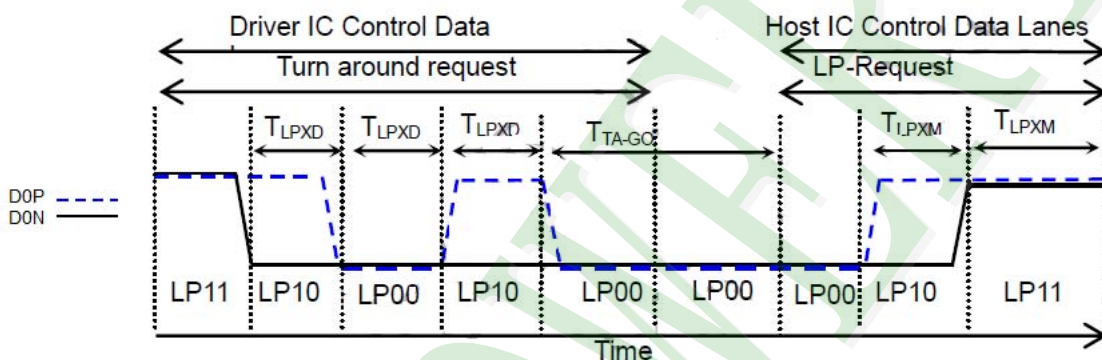 Driver IC Control Data Host IC Control Data Lanes
Turn around request LP-Request
TLPXD TLPXD TLPXD TTA-GO TLPXM TLPXM
D0P
D0N
LP11 LP10 LP00 LP10 LP00 LP00 LP00 LP10 LP11
Time